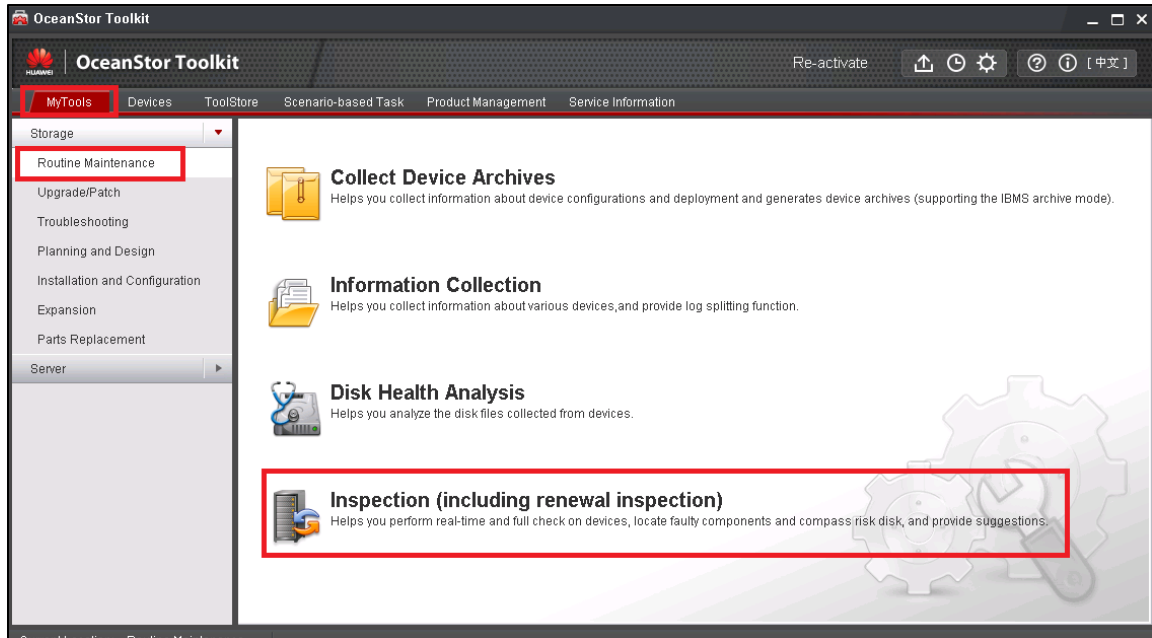 OceanStor Toolkit
HUAWEI
OceanStor Toolkit
Re-activate
[中文]
MyTools Devices ToolStore Scenario-based Task Product Management Service Information
Storage
Routine Maintenance
Upgrade/Patch
Troubleshooting
Planning and Design
Installation and Configuration
Expansion
Parts Replacement
Server
Collect Device Archives
Helps you collect information about device configurations and deployment and generates device archives (supporting the IBMS archive mode).
Information Collection
Helps you collect information about various devices,and provide log splitting function.
Disk Health Analysis
Helps you analyze the disk files collected from devices.
Inspection (including renewal inspection)
Helps you perform real-time and full check on devices, locate faulty components and compass risk disk, and provide suggestions.